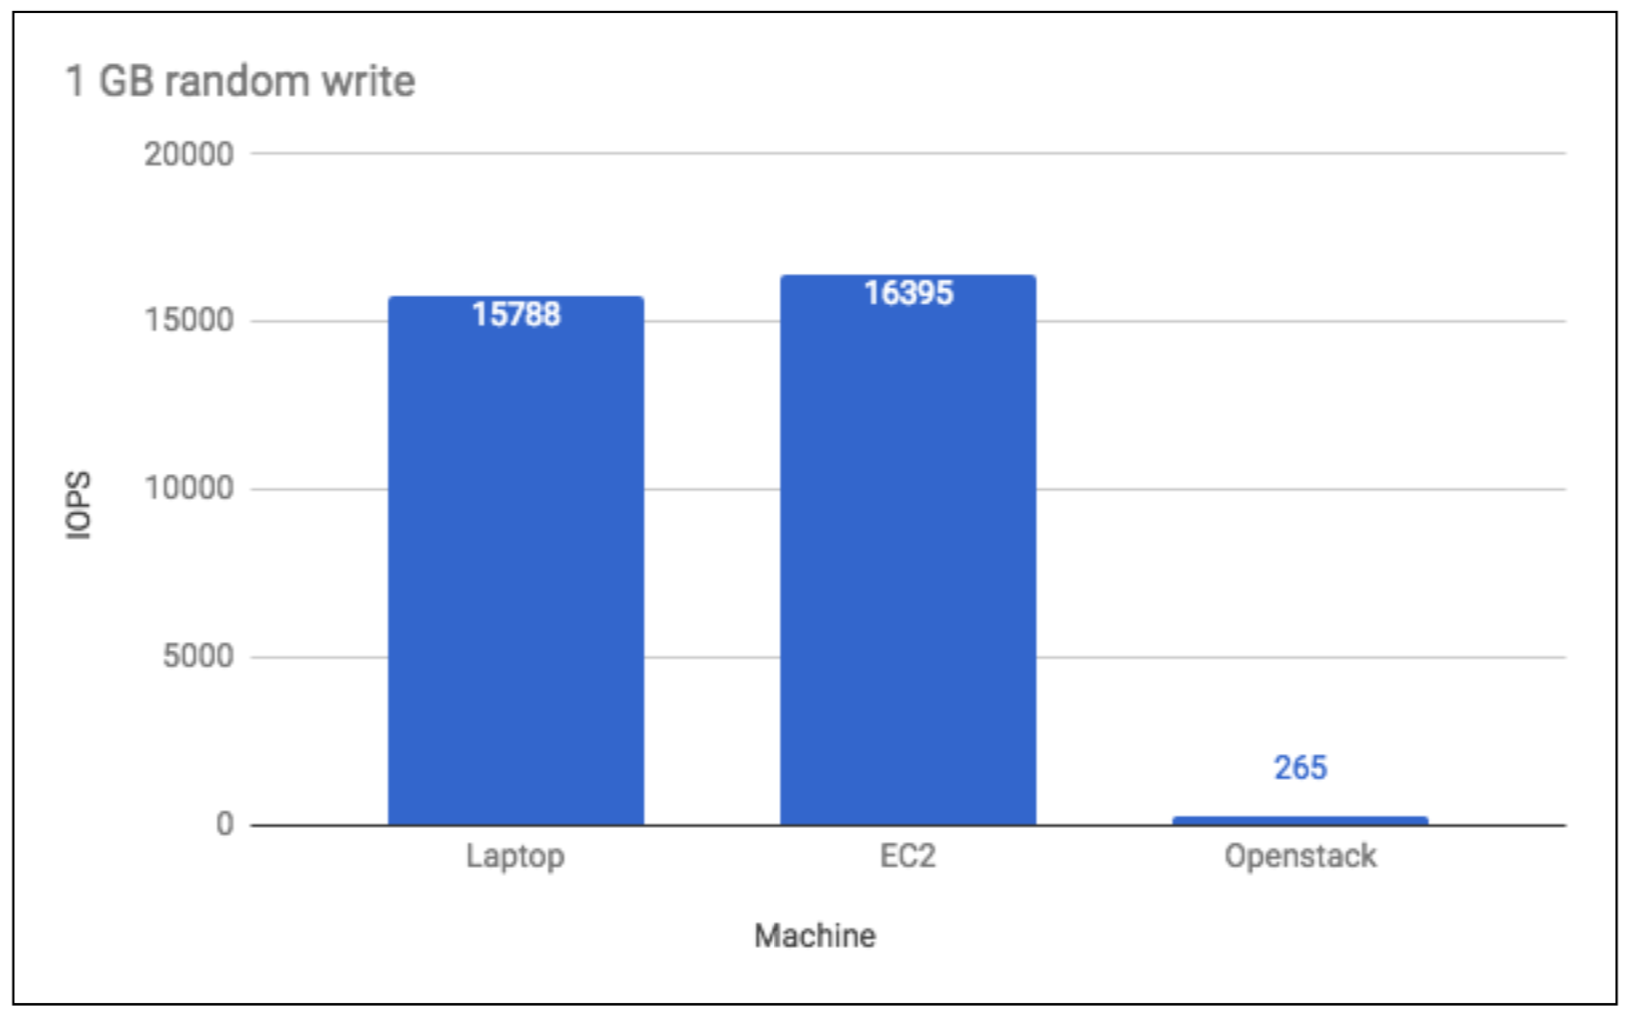 1 GB random write
20000
15000
10000
5000
0
IOPS
15788
16395
265
Laptop
EC2
Openstack
Machine